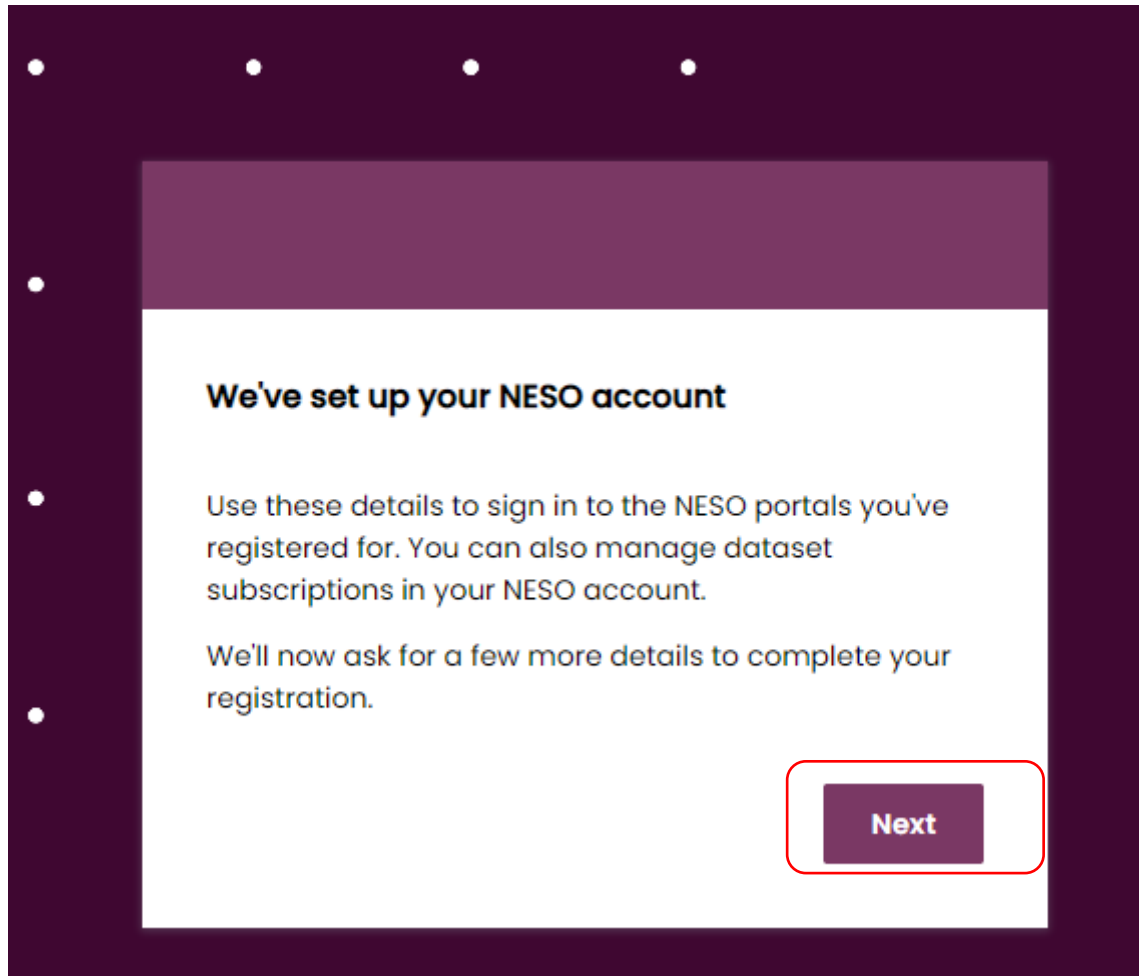 We've set up your NESO account
Use these details to sign in to the NESO portals you've
registered for. You can also manage dataset
subscriptions in your NESO account.
We'll now ask for a few more details to complete your
registration.
Next